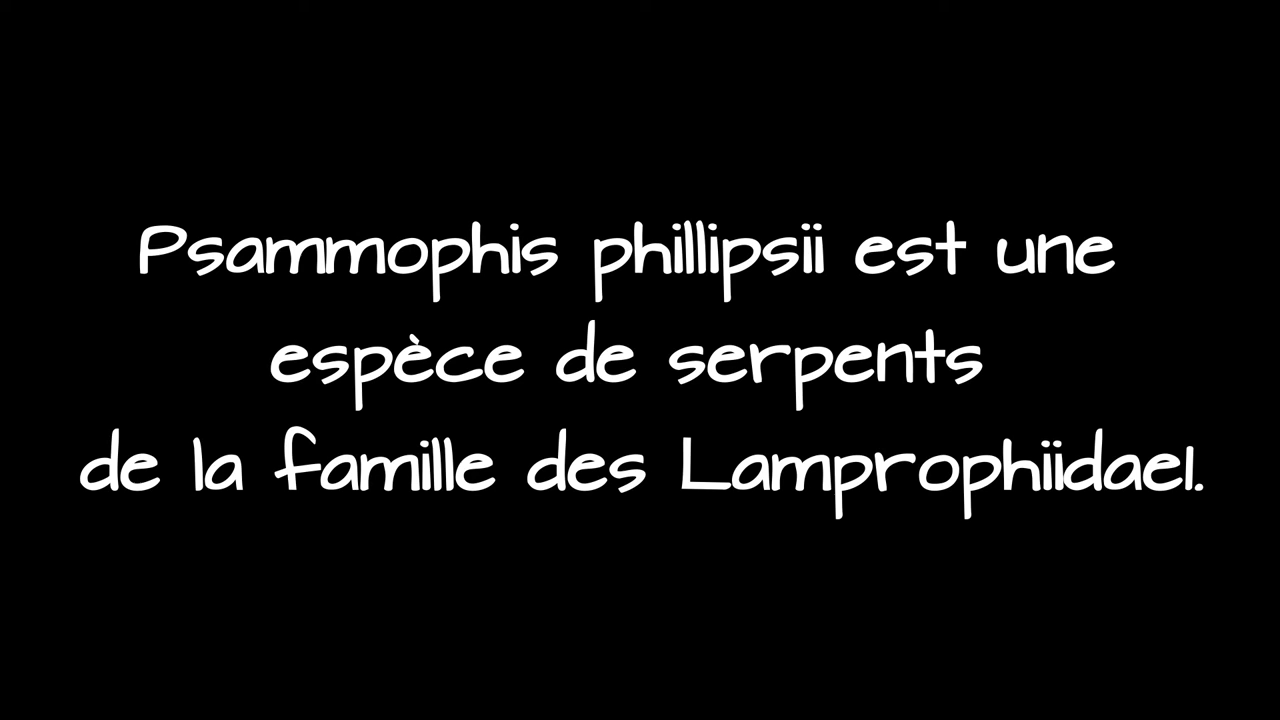 Psammophis phillipsii est une
espèce de serpents
de la famille des Lamprophiidae1.